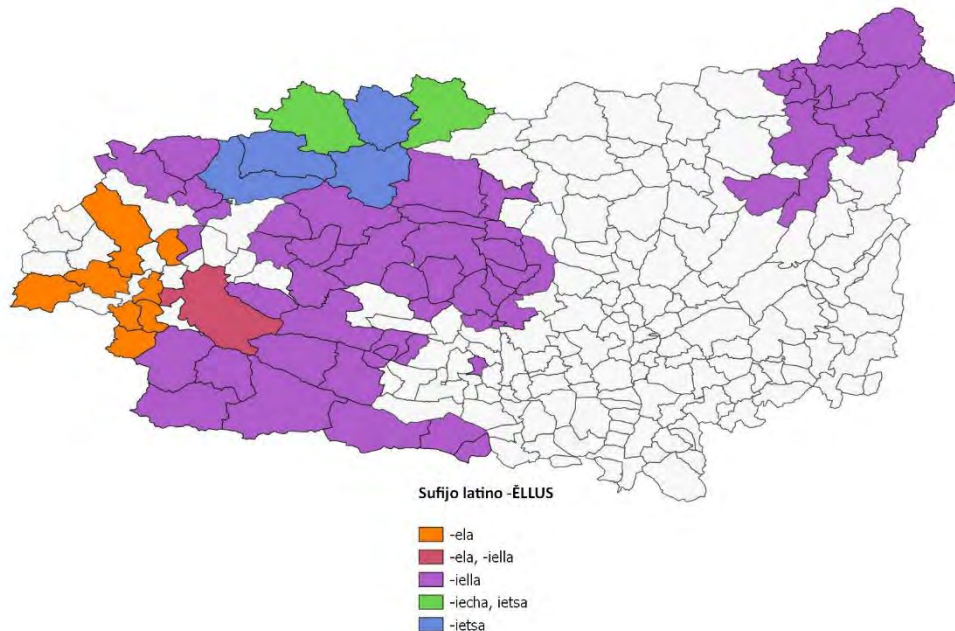 Sufijo latino -ĔLLUS
-ela
-ela, -iella
-iella
-iecha, ietsa
-ietsa